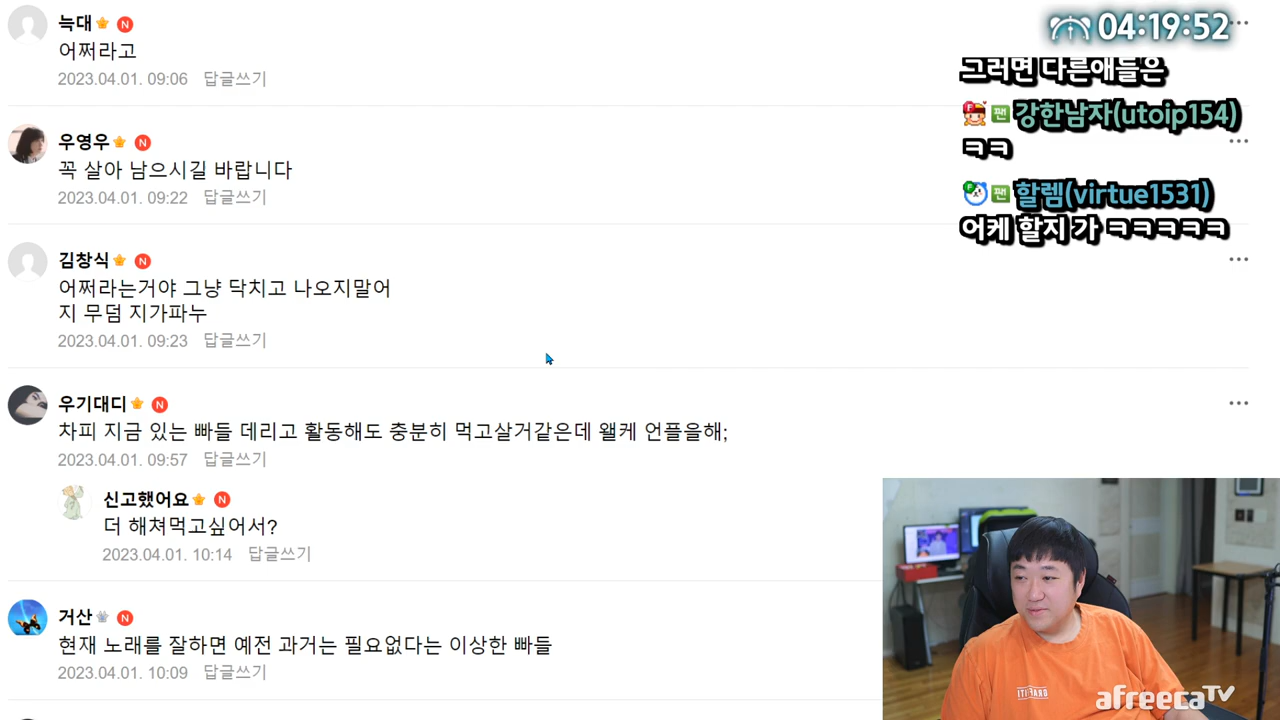 늑대
어쩌라고
2023.04.01. 09:06 답글쓰기
우영우
꼭 살아 남으시길 바랍니다
2023.04.01. 09:22 답글쓰기
김창식
어쩌라는거야 그냥 닥치고 나오지말어
지 무덤 지가파누
2023.04.01. 09:23 답글쓰기
우기대디
차피 지금 있는 빠들 데리고 활동해도 충분히 먹고살거같은데 왤케 언플을해;
2023.04.01. 09:57 답글쓰기
신고했어요
더 해쳐먹고싶어서?
2023.04.01. 10:14 답글쓰기
거산
현재 노래를 잘하면 예전 과거는 필요없다는 이상한 빠들
2023.04.01. 10:09 답글쓰기
04:19:52
그러면 다른애들은
F 팬 강한남자(utoip154)
ㅋㅋ
F 팬 할렘(virtue1531)
어케 할지 가 ㅋㅋㅋㅋㅋ
afreecaTV